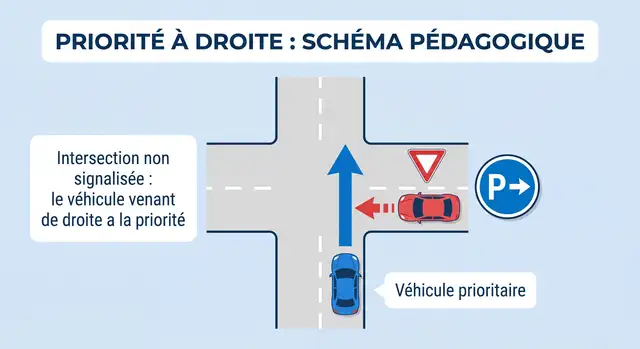 PRIORITÉ À DROITE : SCHÉMA PÉDAGOGIQUE
Intersection non
signalisée :
le véhicule venant
de droite a la priorité
P
Véhicule prioritaire